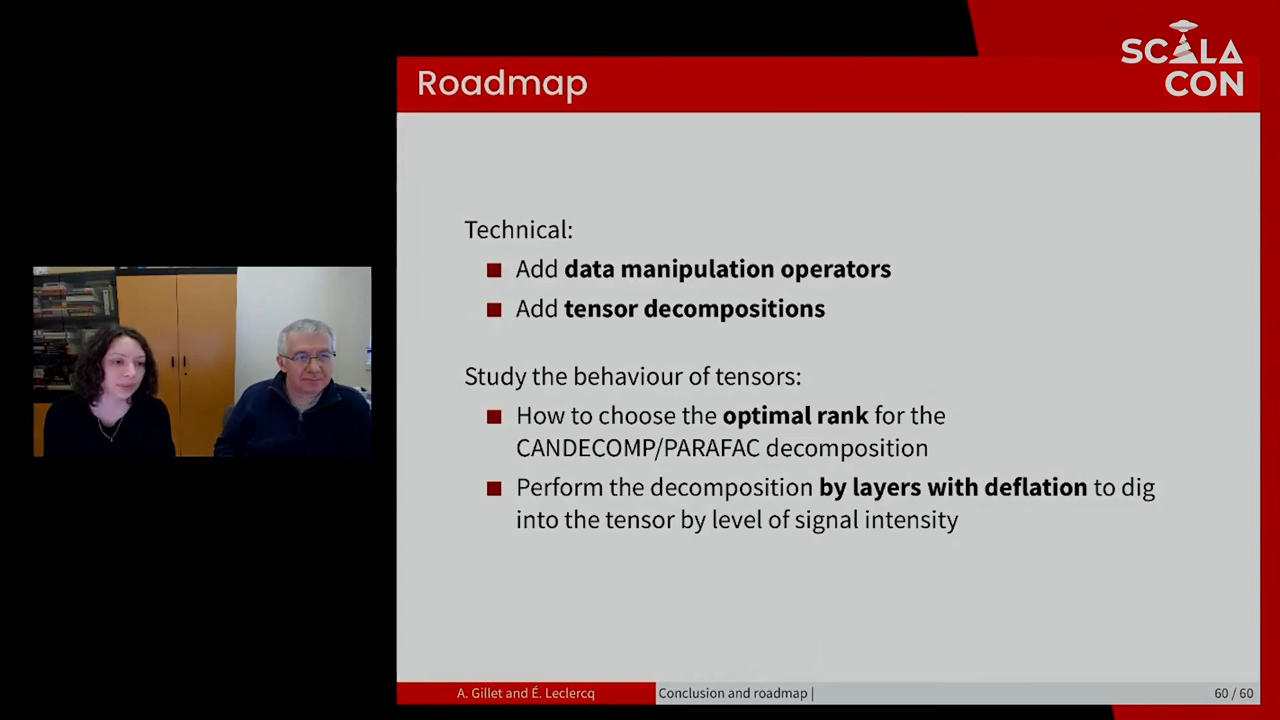 SCALA
CON
Roadmap
Technical:
Add data manipulation operators
Add tensor decompositions
Study the behaviour of tensors:
How to choose the optimal rank for the
CANDECOMP/PARAFAC decomposition
Perform the decomposition by layers with deflation to dig
into the tensor by level of signal intensity
A. Gillet and É. Leclercq
Conclusion and roadmap |
60 / 60